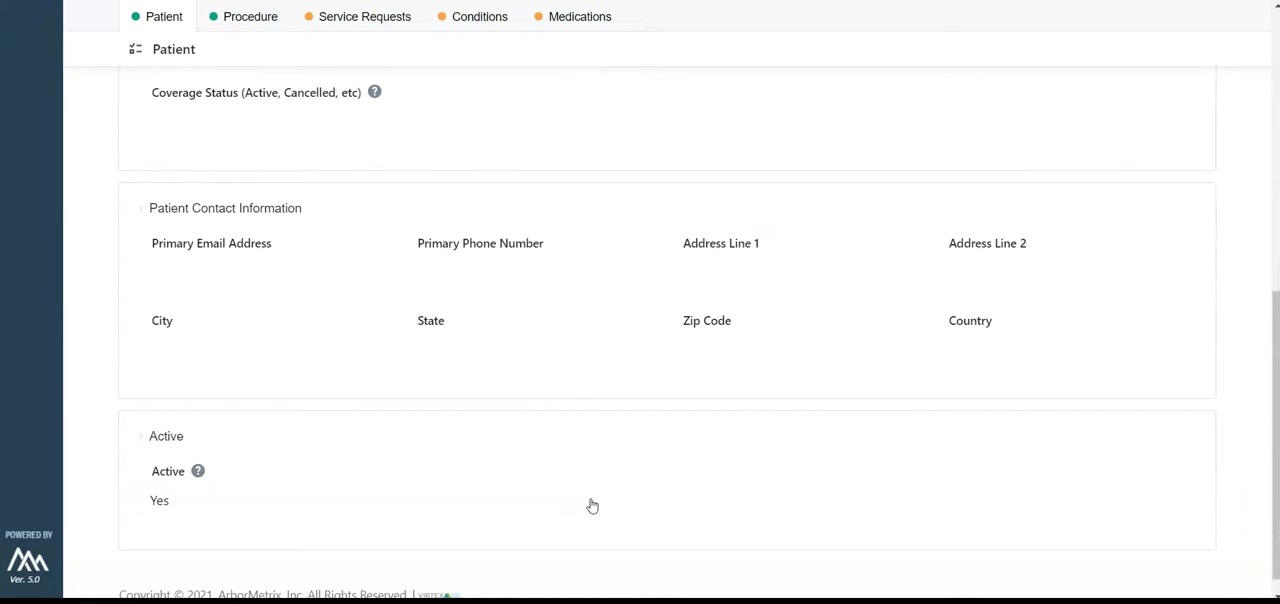 Patient Procedure Service Requests Conditions Medications
Patient
Coverage Status (Active, Cancelled, etc) ?
Patient Contact Information
Primary Email Address Primary Phone Number Address Line 1 Address Line 2
City State Zip Code Country
Active
Active ?
Yes
POWERED BY
Ver. 5.0
Copyright © 2021, ArborMetrix, Inc. All Rights Reserved. | VIRTEX